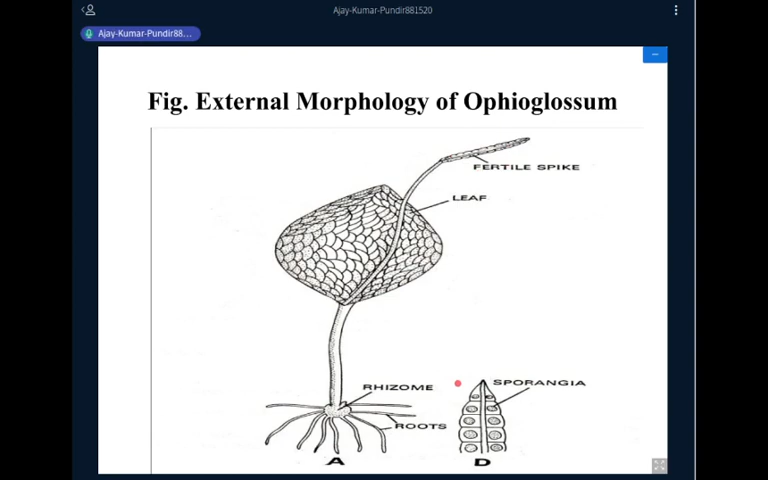 Ajay-Kumar-Pundir881520
Ajay-Kumar-Pundir88...
Fig. External Morphology of Ophioglossum
FERTILE SPIKE
LEAF
RHIZOME
SPORANGIA
ROOTS
A
D